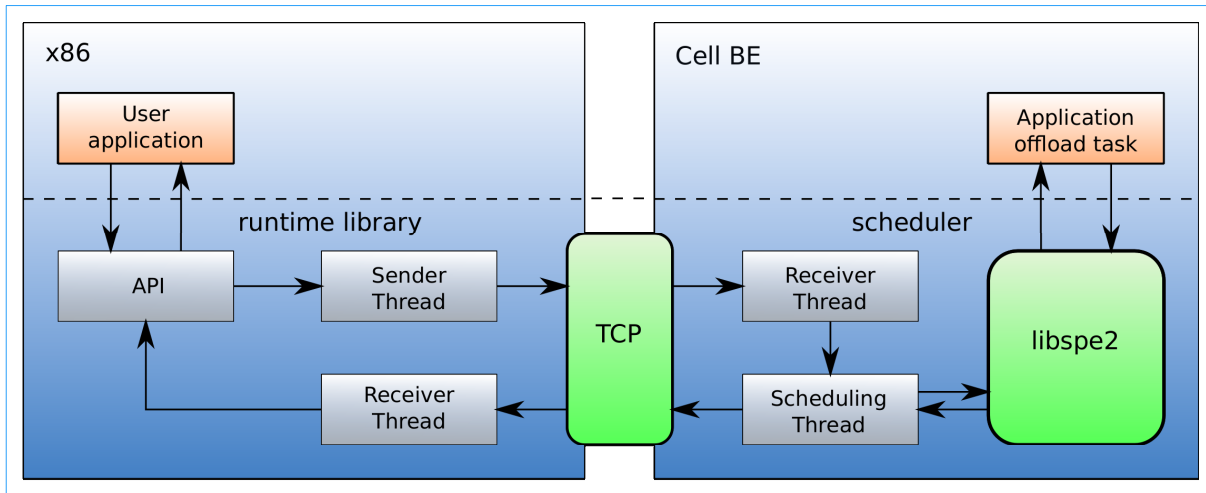 x86
User
application
runtime library
API
Sender
Thread
Receiver
Thread
TCP
Cell BE
Application
offload task
scheduler
Receiver
Thread
Scheduling
Thread
libspe2